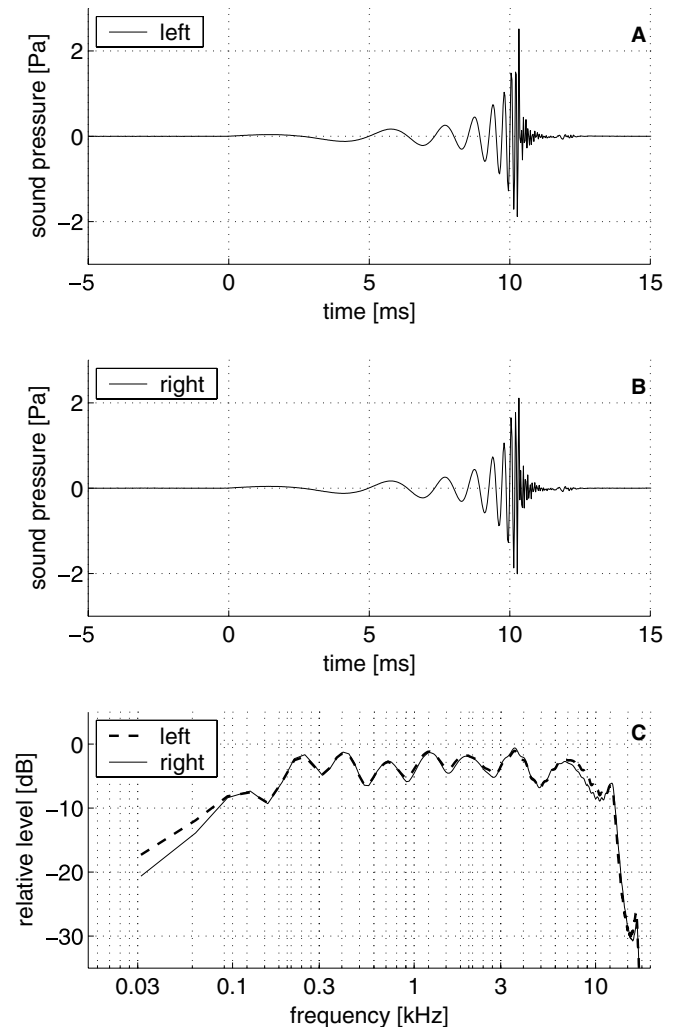 left
A
sound pressure [Pa]
2
0
−2
−5 0 5 10 15
time [ms]
right
B
sound pressure [Pa]
2
0
−2
−5 0 5 10 15
time [ms]
left
right
C
relative level [dB]
0
−10
−20
−30
0.03 0.1 0.3 1 3 10
frequency [kHz]